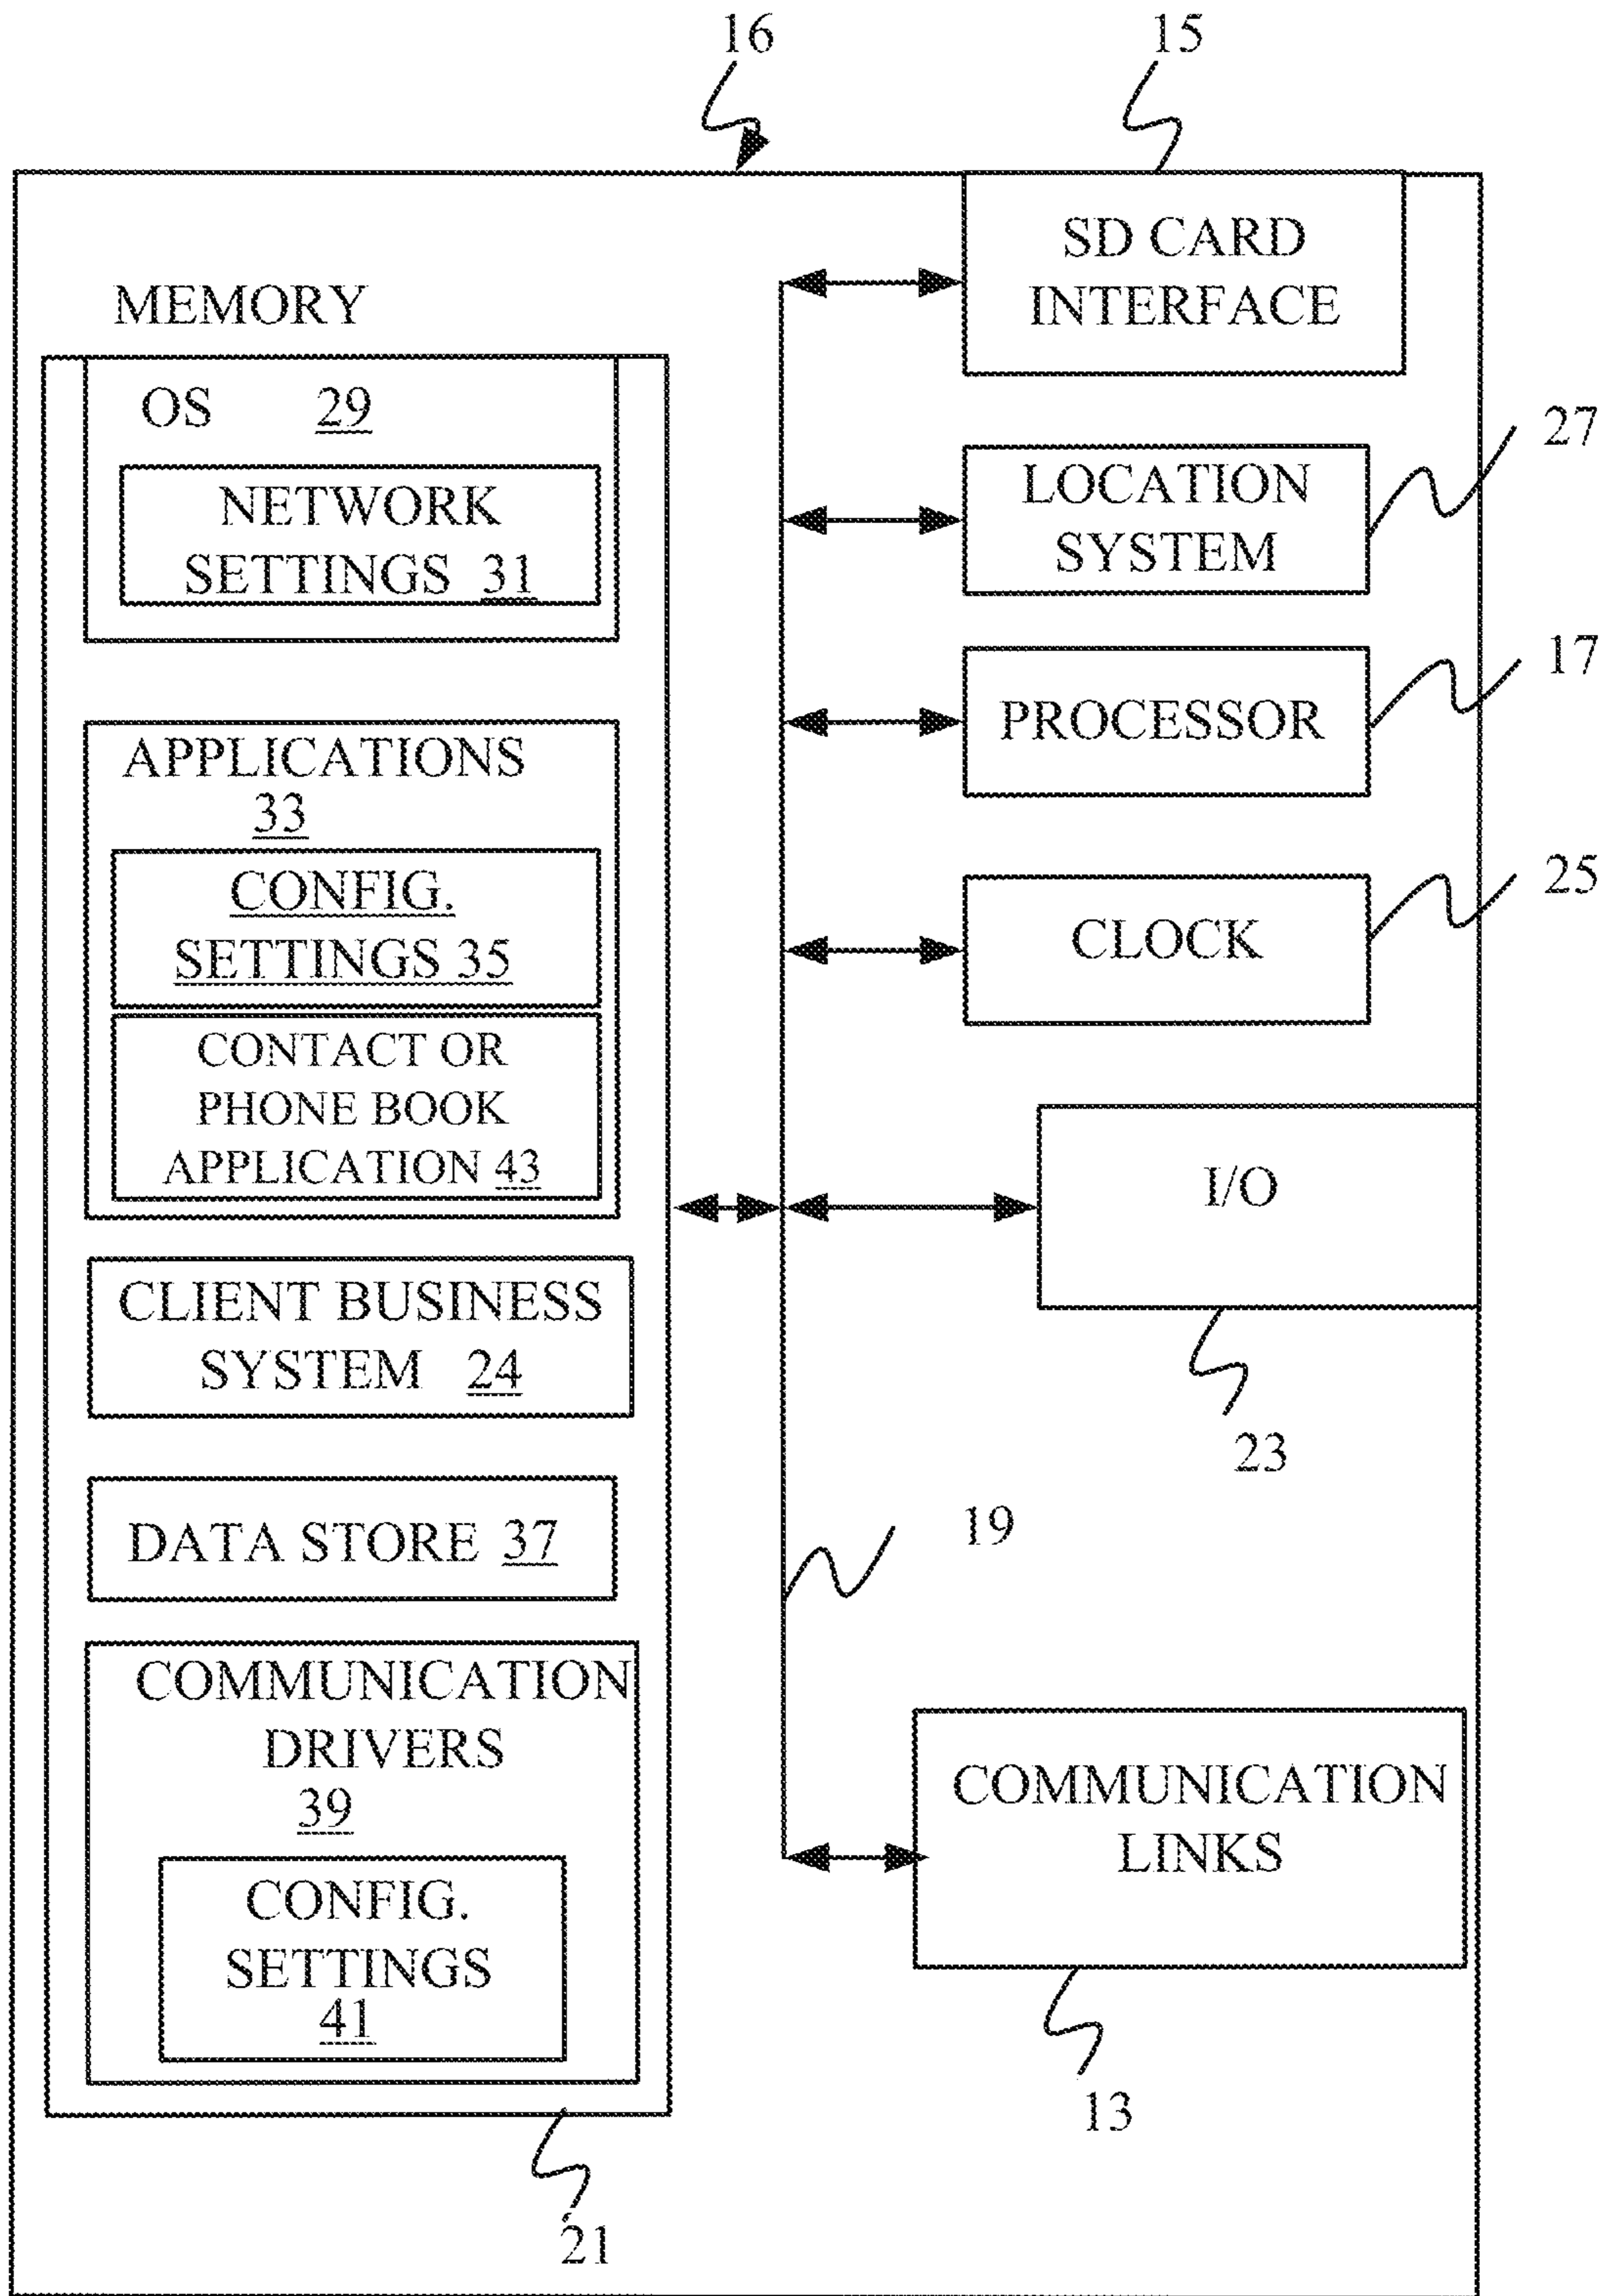 16
15
SD CARD
INTERFACE
MEMORY
OS 29
NETWORK
SETTINGS 31
LOCATION
SYSTEM
27
PROCESSOR
17
APPLICATIONS
33
CONFIG.
SETTINGS 35
CONTACT OR
PHONE BOOK
APPLICATION 43
CLOCK
25
I/O
23
CLIENT BUSINESS
SYSTEM 24
DATA STORE 37
19
COMMUNICATION
DRIVERS
39
CONFIG.
SETTINGS
41
COMMUNICATION
LINKS
13
21